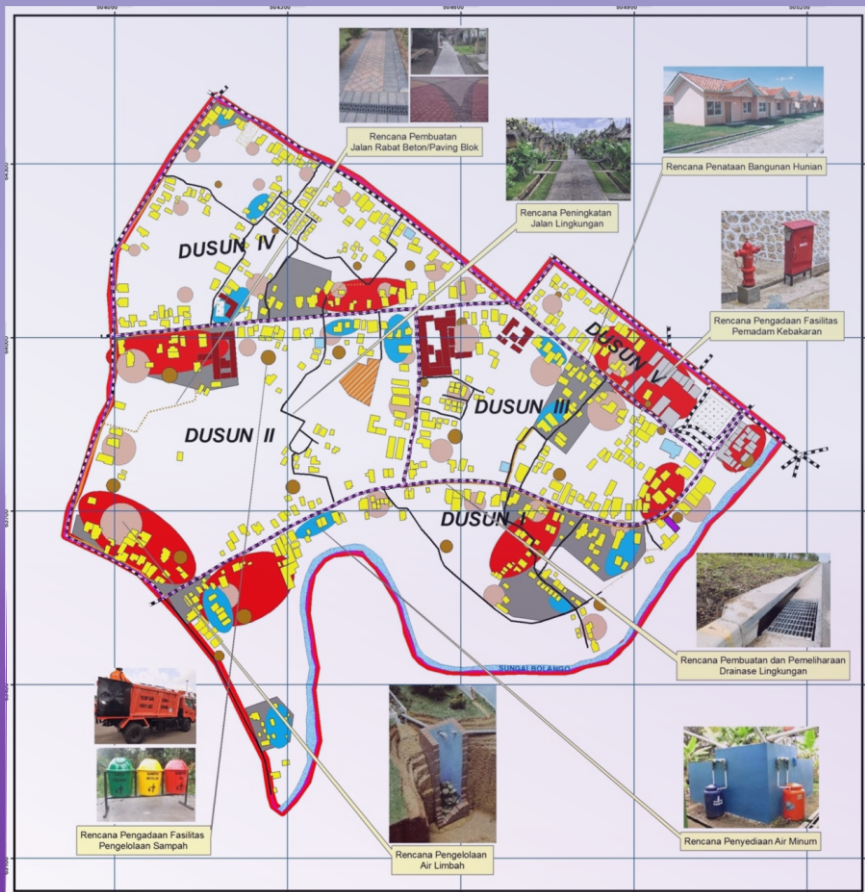 Rencana Pembuatan
Jalan Rabat Beton/Paving Blok
Rencana Peningkatan
Jalan Lingkungan
Rencana Penataan Bangunan Hunian
Rencana Pengadaan Fasilitas
Pemadam Kebakaran
DUSUN IV
DUSUN V
DUSUN III
DUSUN II
DUSUN I
SUNGAI BOLANGO
Rencana Pembuatan dan Pemeliharaan
Drainase Lingkungan
Rencana Pengadaan Fasilitas
Pengelolaan Sampah
Rencana Pengelolaan
Air Limbah
Rencana Penyediaan Air Minum